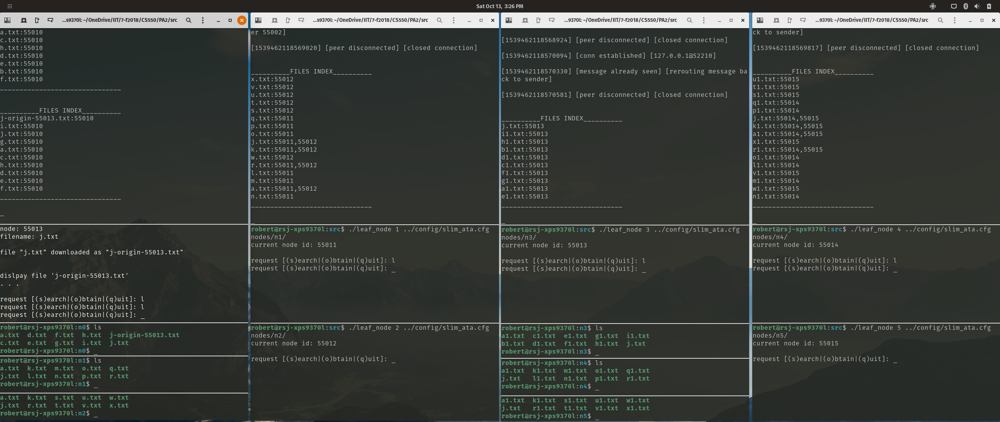 Sat Oct 13, 3:26 PM
...s9370l: ~/OneDrive/IIT/7-f2018/CS550/PA2/src
a.txt:55010
c.txt:55010
h.txt:55010
d.txt:55010
e.txt:55010
b.txt:55010
f.txt:55010
_______________________________
__________FILES INDEX__________
j-origin-55013.txt:55010
i.txt:55010
j.txt:55010
g.txt:55010
a.txt:55010
c.txt:55010
h.txt:55010
d.txt:55010
e.txt:55010
f.txt:55010
_______________________________
_
node: 55013
filename: j.txt
file "j.txt" downloaded as "j-origin-55013.txt"
dislpay file 'j-origin-55013.txt'
. . .
request [(s)earch|(o)btain|(q)uit]: l
request [(s)earch|(o)btain|(q)uit]: l
request [(s)earch|(o)btain|(q)uit]: _
robert@rsj-xps9370l:n0$ ls
a.txt  d.txt  f.txt  h.txt  j-origin-55013.txt
c.txt  e.txt  g.txt  i.txt  j.txt
robert@rsj-xps9370l:n0$ _
robert@rsj-xps9370l:n1$ ls
a.txt  k.txt  m.txt  o.txt  q.txt
j.txt  l.txt  n.txt  p.txt  r.txt
robert@rsj-xps9370l:n1$ _
a.txt  k.txt  s.txt  u.txt  w.txt
j.txt  r.txt  t.txt  v.txt  x.txt
robert@rsj-xps9370l:n2$ _
...s9370l: ~/OneDrive/IIT/7-f2018/CS550/PA2/src
er 55002]
[1539462118569020] [peer disconnected] [closed connection]
__________FILES INDEX__________
x.txt:55012
v.txt:55012
u.txt:55012
t.txt:55012
s.txt:55012
q.txt:55011
p.txt:55011
o.txt:55011
j.txt:55011,55012
k.txt:55011,55012
w.txt:55012
r.txt:55011,55012
l.txt:55011
m.txt:55011
a.txt:55011,55012
n.txt:55011
_______________________________
_
robert@rsj-xps9370l:src$ ./leaf_node 1 ../config/slim_ata.cfg
nodes/n1/
current node id: 55011
request [(s)earch|(o)btain|(q)uit]: l
request [(s)earch|(o)btain|(q)uit]: _
robert@rsj-xps9370l:src$ ./leaf_node 2 ../config/slim_ata.cfg
nodes/n2/
current node id: 55012
request [(s)earch|(o)btain|(q)uit]: _
...9370l: ~/OneDrive/IIT/7-f2018/CS550/PA2/src
[1539462118568924] [peer disconnected] [closed connection]
[1539462118570094] [conn established] [127.0.0.1@52210]
[1539462118570330] [message already seen] [rerouting message ba
ck to sender]
[1539462118570581] [peer disconnected] [closed connection]
__________FILES INDEX__________
j.txt:55013
i1.txt:55013
h1.txt:55013
b1.txt:55013
d1.txt:55013
c1.txt:55013
f1.txt:55013
g1.txt:55013
a1.txt:55013
e1.txt:55013
_______________________________
_
robert@rsj-xps9370l:src$ ./leaf_node 3 ../config/slim_ata.cfg
nodes/n3/
current node id: 55013
request [(s)earch|(o)btain|(q)uit]: l
request [(s)earch|(o)btain|(q)uit]: _
robert@rsj-xps9370l:n3$ ls
a1.txt  c1.txt  e1.txt  g1.txt  i1.txt
b1.txt  d1.txt  f1.txt  h1.txt  j.txt
robert@rsj-xps9370l:n3$ _
robert@rsj-xps9370l:n4$ ls
a1.txt  k1.txt  m1.txt  o1.txt  q1.txt
j.txt   l1.txt  n1.txt  p1.txt  r1.txt
robert@rsj-xps9370l:n4$ _
a1.txt  k1.txt  s1.txt  u1.txt  w1.txt
j.txt   r1.txt  t1.txt  v1.txt  x1.txt
robert@rsj-xps9370l:n5$ _
...9370l: ~/OneDrive/IIT/7-f2018/CS550/PA2/src
ck to sender]
[1539462118569817] [peer disconnected] [closed connection]
__________FILES INDEX__________
u1.txt:55015
t1.txt:55015
s1.txt:55015
q1.txt:55014
p1.txt:55014
j.txt:55014,55015
k1.txt:55014,55015
a1.txt:55014,55015
x1.txt:55015
r1.txt:55014,55015
o1.txt:55014
l1.txt:55014
v1.txt:55015
m1.txt:55014
w1.txt:55015
n1.txt:55014
_______________________________
_
robert@rsj-xps9370l:src$ ./leaf_node 4 ../config/slim_ata.cfg
nodes/n4/
current node id: 55014
request [(s)earch|(o)btain|(q)uit]: l
request [(s)earch|(o)btain|(q)uit]: _
robert@rsj-xps9370l:src$ ./leaf_node 5 ../config/slim_ata.cfg
nodes/n5/
current node id: 55015
request [(s)earch|(o)btain|(q)uit]: _